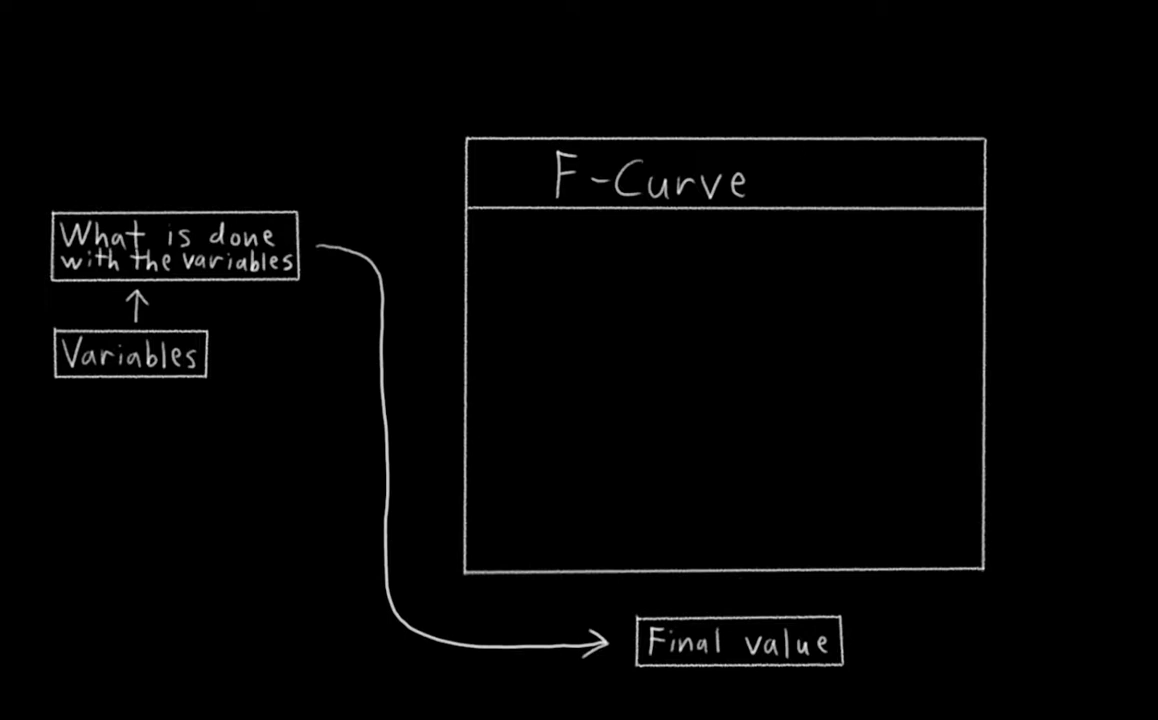 F-Curve
What is done
with the variables
Variables
Final value